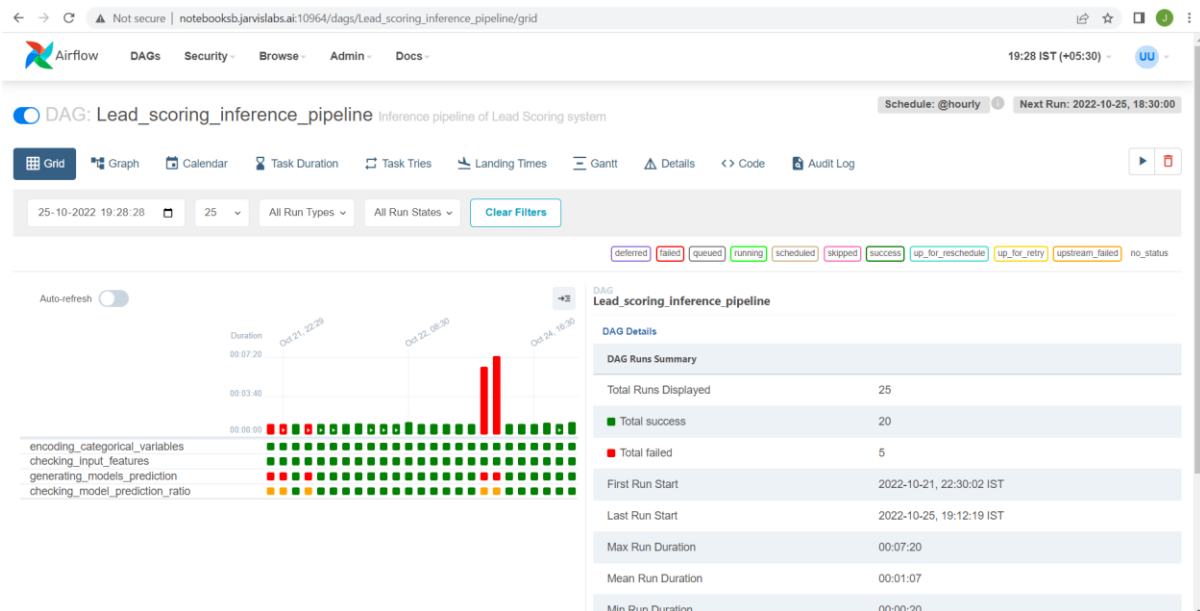 Not secure | notebooksb.jarvislabs.ai:10964/dags/Lead_scoring_inference_pipeline/grid
J
Airflow DAGs Security Browse Admin Docs 19:28 IST (+05:30) UU
DAG: Lead_scoring_inference_pipeline Inference pipeline of Lead Scoring system
Schedule: @hourly i Next Run: 2022-10-25, 18:30:00
Grid Graph Calendar Task Duration Task Tries Landing Times Gantt Details Code Audit Log
25-10-2022 19:28:28 25 All Run Types All Run States Clear Filters
deferred failed queued running scheduled skipped success up_for_reschedule up_for_retry upstream_failed no_status
Auto-refresh
Duration
Oct 21, 22:29 Oct 22, 08:30 Oct 24, 16:30
00:07:20
00:03:40
00:00:00
encoding_categorical_variables
checking_input_features
generating_models_prediction
checking_model_prediction_ratio
DAG
Lead_scoring_inference_pipeline
DAG Details
DAG Runs Summary
Total Runs Displayed 25
Total success 20
Total failed 5
First Run Start 2022-10-21, 22:30:02 IST
Last Run Start 2022-10-25, 19:12:19 IST
Max Run Duration 00:07:20
Mean Run Duration 00:01:07
Min Run Duration 00:00:20